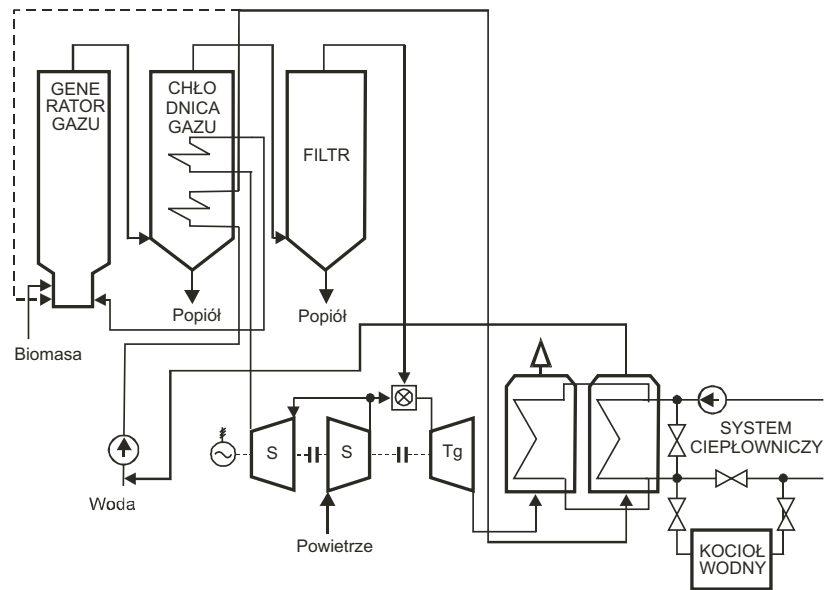 GENE
RATOR
GAZU
CHŁO
DNICA
GAZU
FILTR
Popiół
Popiół
Biomasa
Woda
S
S
Tg
Powietrze
SYSTEM
CIEPŁOWNICZY
KOCIOŁ
WODNY